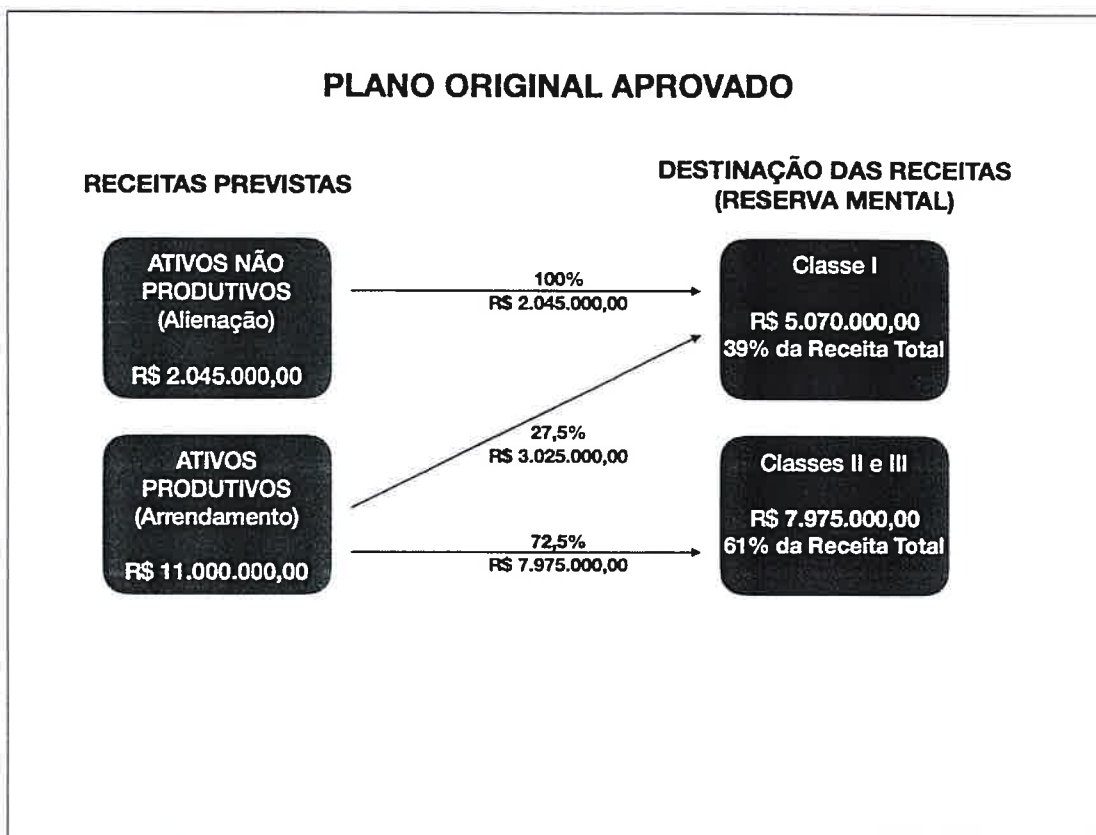 PLANO ORIGINAL APROVADO
RECEITAS PREVISTAS
DESTINAÇÃO DAS RECEITAS
(RESERVA MENTAL)
ATIVOS NÃO
PRODUTIVOS
(Alienação)
R$ 2.045.000,00
100%
R$ 2.045.000,00
Classe I
R$ 5.070.000,00
39% da Receita Total
27,5%
R$ 3.025.000,00
ATIVOS
PRODUTIVOS
(Arrendamento)
R$ 11.000.000,00
72,5%
R$ 7.975.000,00
Classes II e III
R$ 7.975.000,00
61% da Receita Total